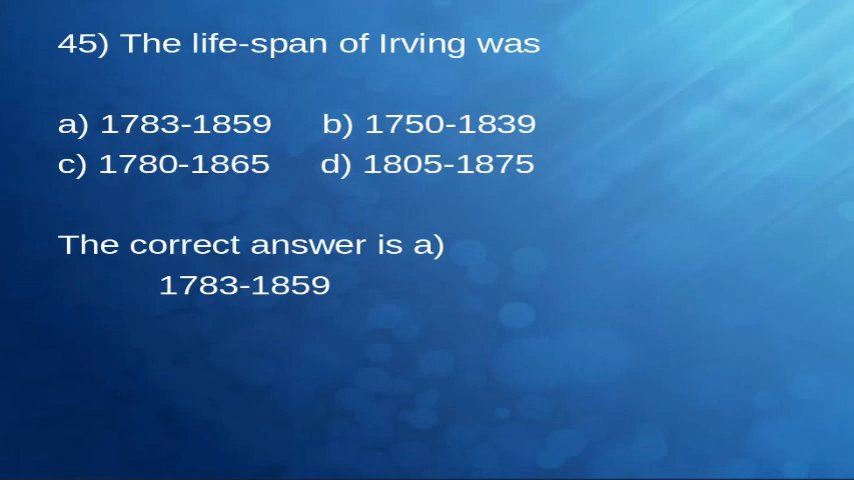 45) The life-span of Irving was
a) 1783-1859 b) 1750-1839
c) 1780-1865 d) 1805-1875
The correct answer is a)
1783-1859